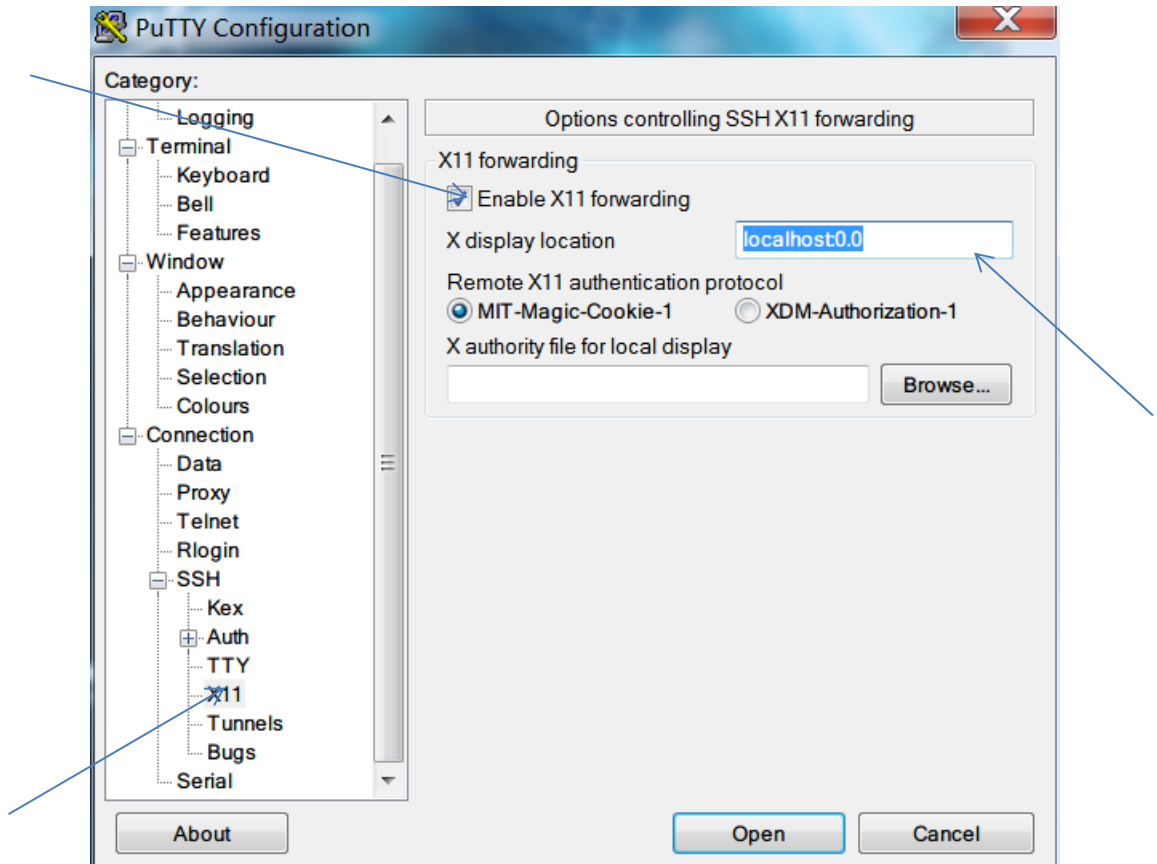 PuTTY Configuration
Category:
Logging
Terminal
Keyboard
Bell
Features
Window
Appearance
Behaviour
Translation
Selection
Colours
Connection
Data
Proxy
Telnet
Rlogin
SSH
Kex
Auth
TTY
X11
Tunnels
Bugs
Serial
Options controlling SSH X11 forwarding
X11 forwarding
Enable X11 forwarding
X display location localhost:0.0
Remote X11 authentication protocol
MIT-Magic-Cookie-1 XDM-Authorization-1
X authority file for local display
Browse...
About Open Cancel